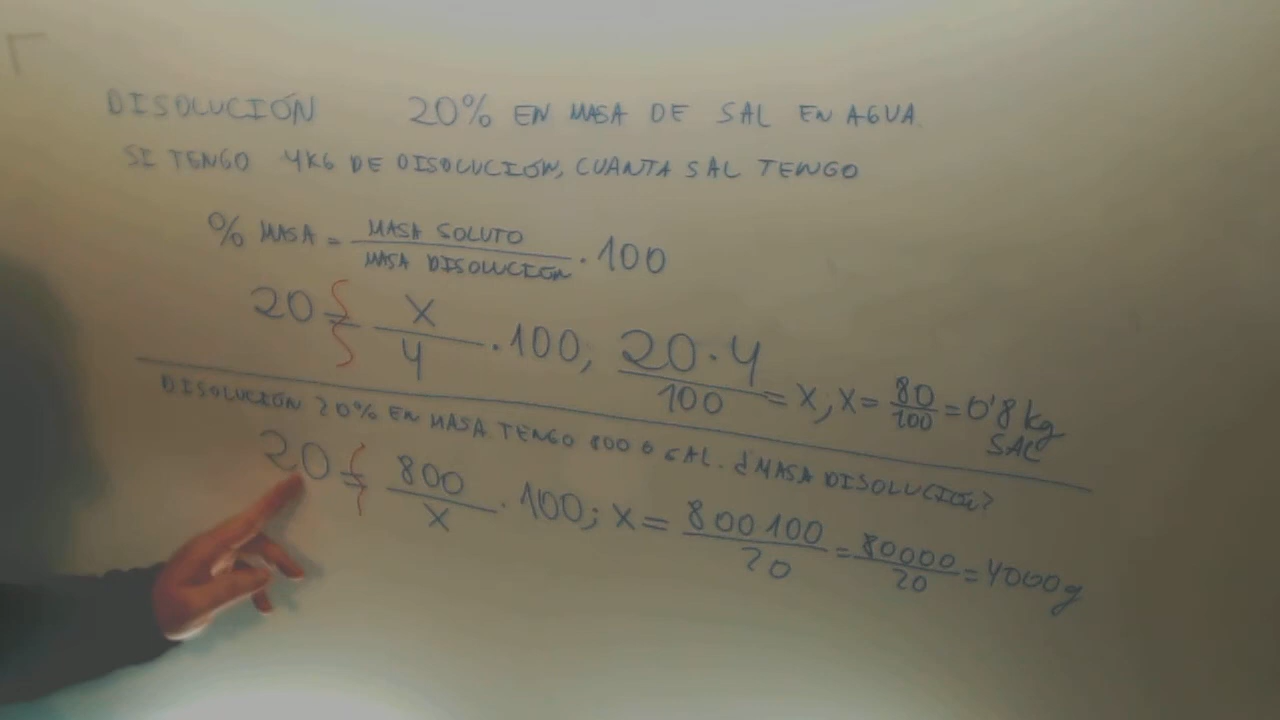 DISOLUCIÓN 20% EN MASA DE SAL EN AGUA.
SI TENGO 4KG DE DISOLUCIÓN, CUANTA SAL TENGO
% MASA = MASA SOLUTO / MASA DISOLUCIÓN · 100
20 = X / 4 · 100, 20 · 4 / 100 = X, X = 80 / 100 = 0'8 kg SAL
DISOLUCIÓN 20% EN MASA TENGO 800 G SAL. ¿MASA DISOLUCIÓN?
20 = 800 / X · 100; X = 800 100 / 20 = 80000 / 20 = 4000g